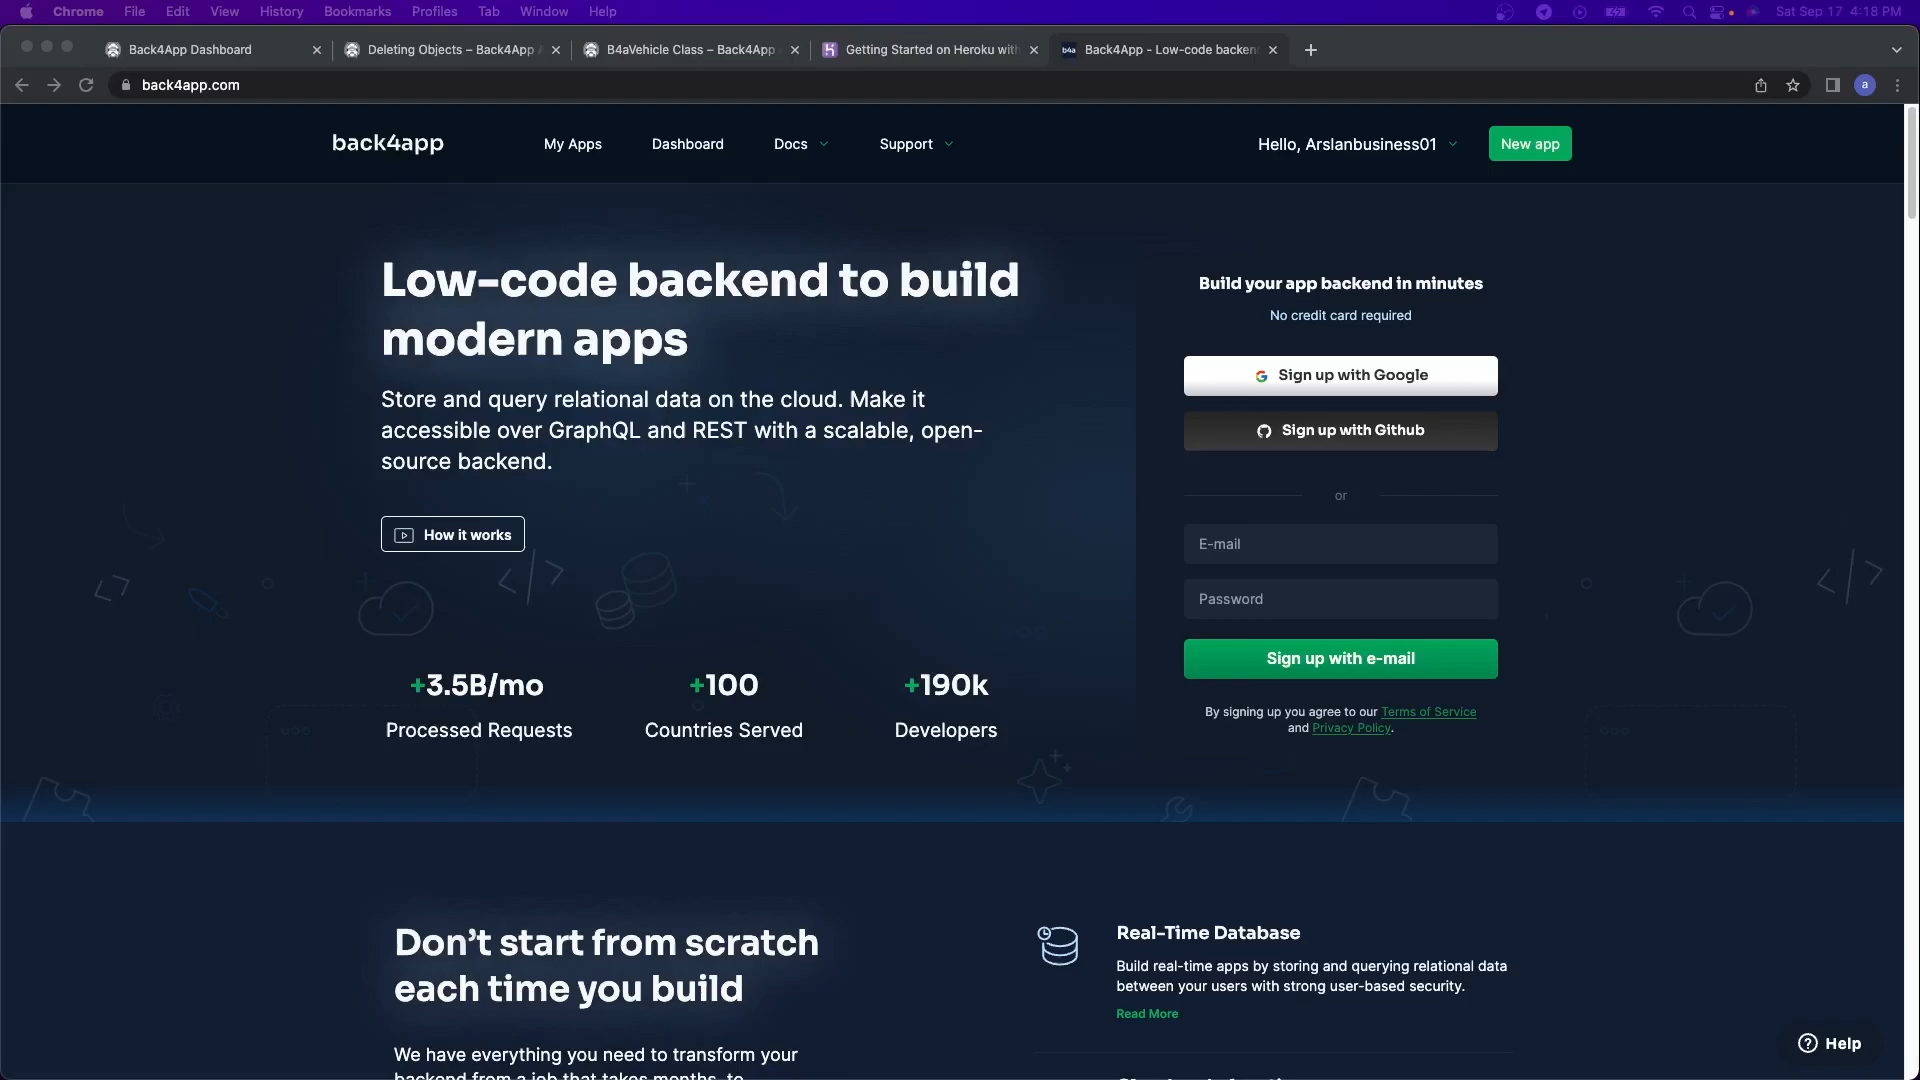 Chrome File Edit View History Bookmarks Profiles Tab Window Help Sat Sep 17 4:18 PM
Back4App Dashboard
Deleting Objects – Back4App
B4aVehicle Class – Back4App
Getting Started on Heroku with
b4a Back4App - Low-code backen
back4app.com
a
back4app My Apps Dashboard Docs Support Hello, Arslanbusiness01 New app
Low-code backend to build
modern apps
Store and query relational data on the cloud. Make it
accessible over GraphQL and REST with a scalable, open-
source backend.
How it works
+3.5B/mo +100 +190k
Processed Requests Countries Served Developers
Build your app backend in minutes
No credit card required
Sign up with Google
Sign up with Github
or
E-mail
Password
Sign up with e-mail
By signing up you agree to our Terms of Service
and Privacy Policy.
Don’t start from scratch
each time you build
We have everything you need to transform your
backend from a job that takes months, to
Real-Time Database
Build real-time apps by storing and querying relational data
between your users with strong user-based security.
Read More
Help